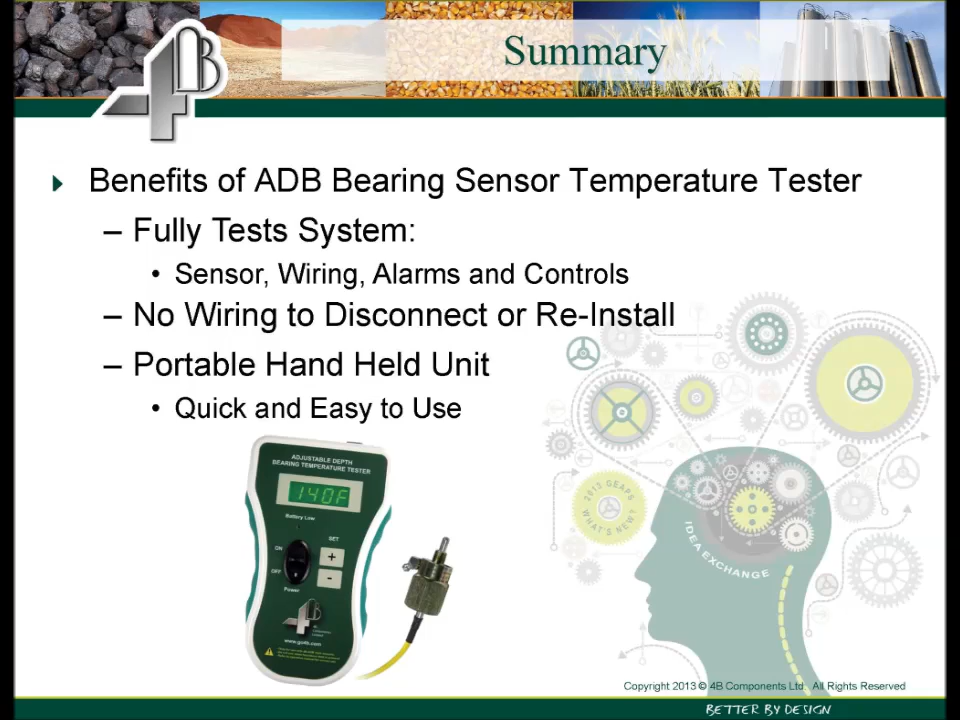 4B
Summary
Benefits of ADB Bearing Sensor Temperature Tester
– Fully Tests System:
• Sensor, Wiring, Alarms and Controls
– No Wiring to Disconnect or Re-Install
– Portable Hand Held Unit
• Quick and Easy to Use
ADJUSTABLE DEPTH
BEARING TEMPERATURE TESTER
140F
Battery Low
SET
ON
+
OFF
-
Power
4B
www.go4b.com
2013 GEAPS
WHAT'S NEW?
IDEA EXCHANGE
Copyright 2013 © 4B Components Ltd. All Rights Reserved
BETTER BY DESIGN